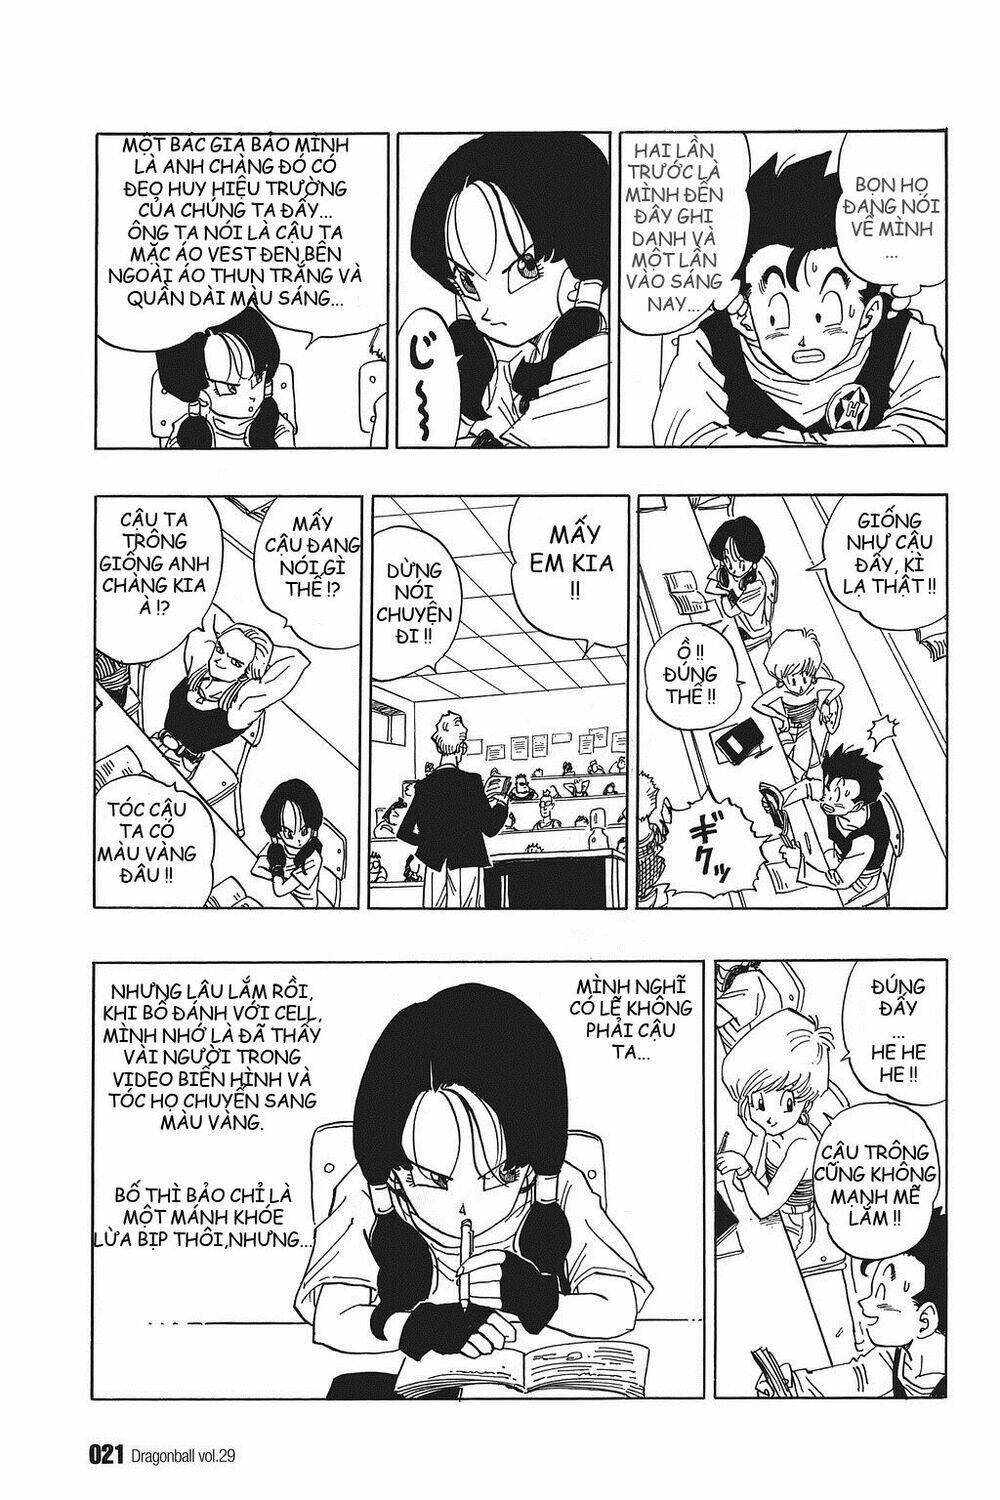 BỌN HỌ
ĐANG NÓI
VỀ MÌNH
...
HAI LẦN
TRƯỚC LÀ
MÌNH ĐẾN
ĐÂY GHI
DANH VÀ
MỘT LẦN
VÀO SÁNG
NAY...
H
じ〜
MỘT BÁC GIÀ BẢO MÌNH
LÀ ANH CHÀNG ĐÓ CÓ
ĐEO HUY HIỆU TRƯỜNG
CỦA CHÚNG TA ĐẤY...
ÔNG TA NÓI LÀ CẬU TA
MẶC ÁO VEST ĐEN BÊN
NGOÀI ÁO THUN TRẮNG VÀ
QUẦN DÀI MÀU SÁNG...
GIỐNG
NHƯ CẬU
ĐẤY, KÌ
LẠ THẬT !!
Ồ !!
ĐÚNG
THẾ !!
ギクッ
MẤY
EM KIA
!!
DỪNG
NÓI
CHUYỆN
ĐI !!
MẤY
CẬU ĐANG
NÓI GÌ
THẾ !?
CẬU TA
TRÔNG
GIỐNG ANH
CHÀNG KIA
À !?
TÓC CẬU
TA CÓ
MÀU VÀNG
ĐÂU !!
ĐÚNG
ĐẤY
...
HE HE
HE !!
CẬU TRÔNG
CŨNG KHÔNG
MẠNH MẼ
LẮM !!
MÌNH NGHĨ
CÓ LẼ KHÔNG
PHẢI CẬU
TA...
NHƯNG LÂU LẮM RỒI,
KHI BỐ ĐÁNH VỚI CELL,
MÌNH NHỚ LÀ ĐÃ THẤY
VÀI NGƯỜI TRONG
VIDEO BIẾN HÌNH VÀ
TÓC HỌ CHUYỂN SANG
MÀU VÀNG.
BỐ THÌ BẢO CHỈ LÀ
MỘT MÁNH KHÓE
LỪA BỊP THÔI,NHƯNG...
021 Dragonball vol.29